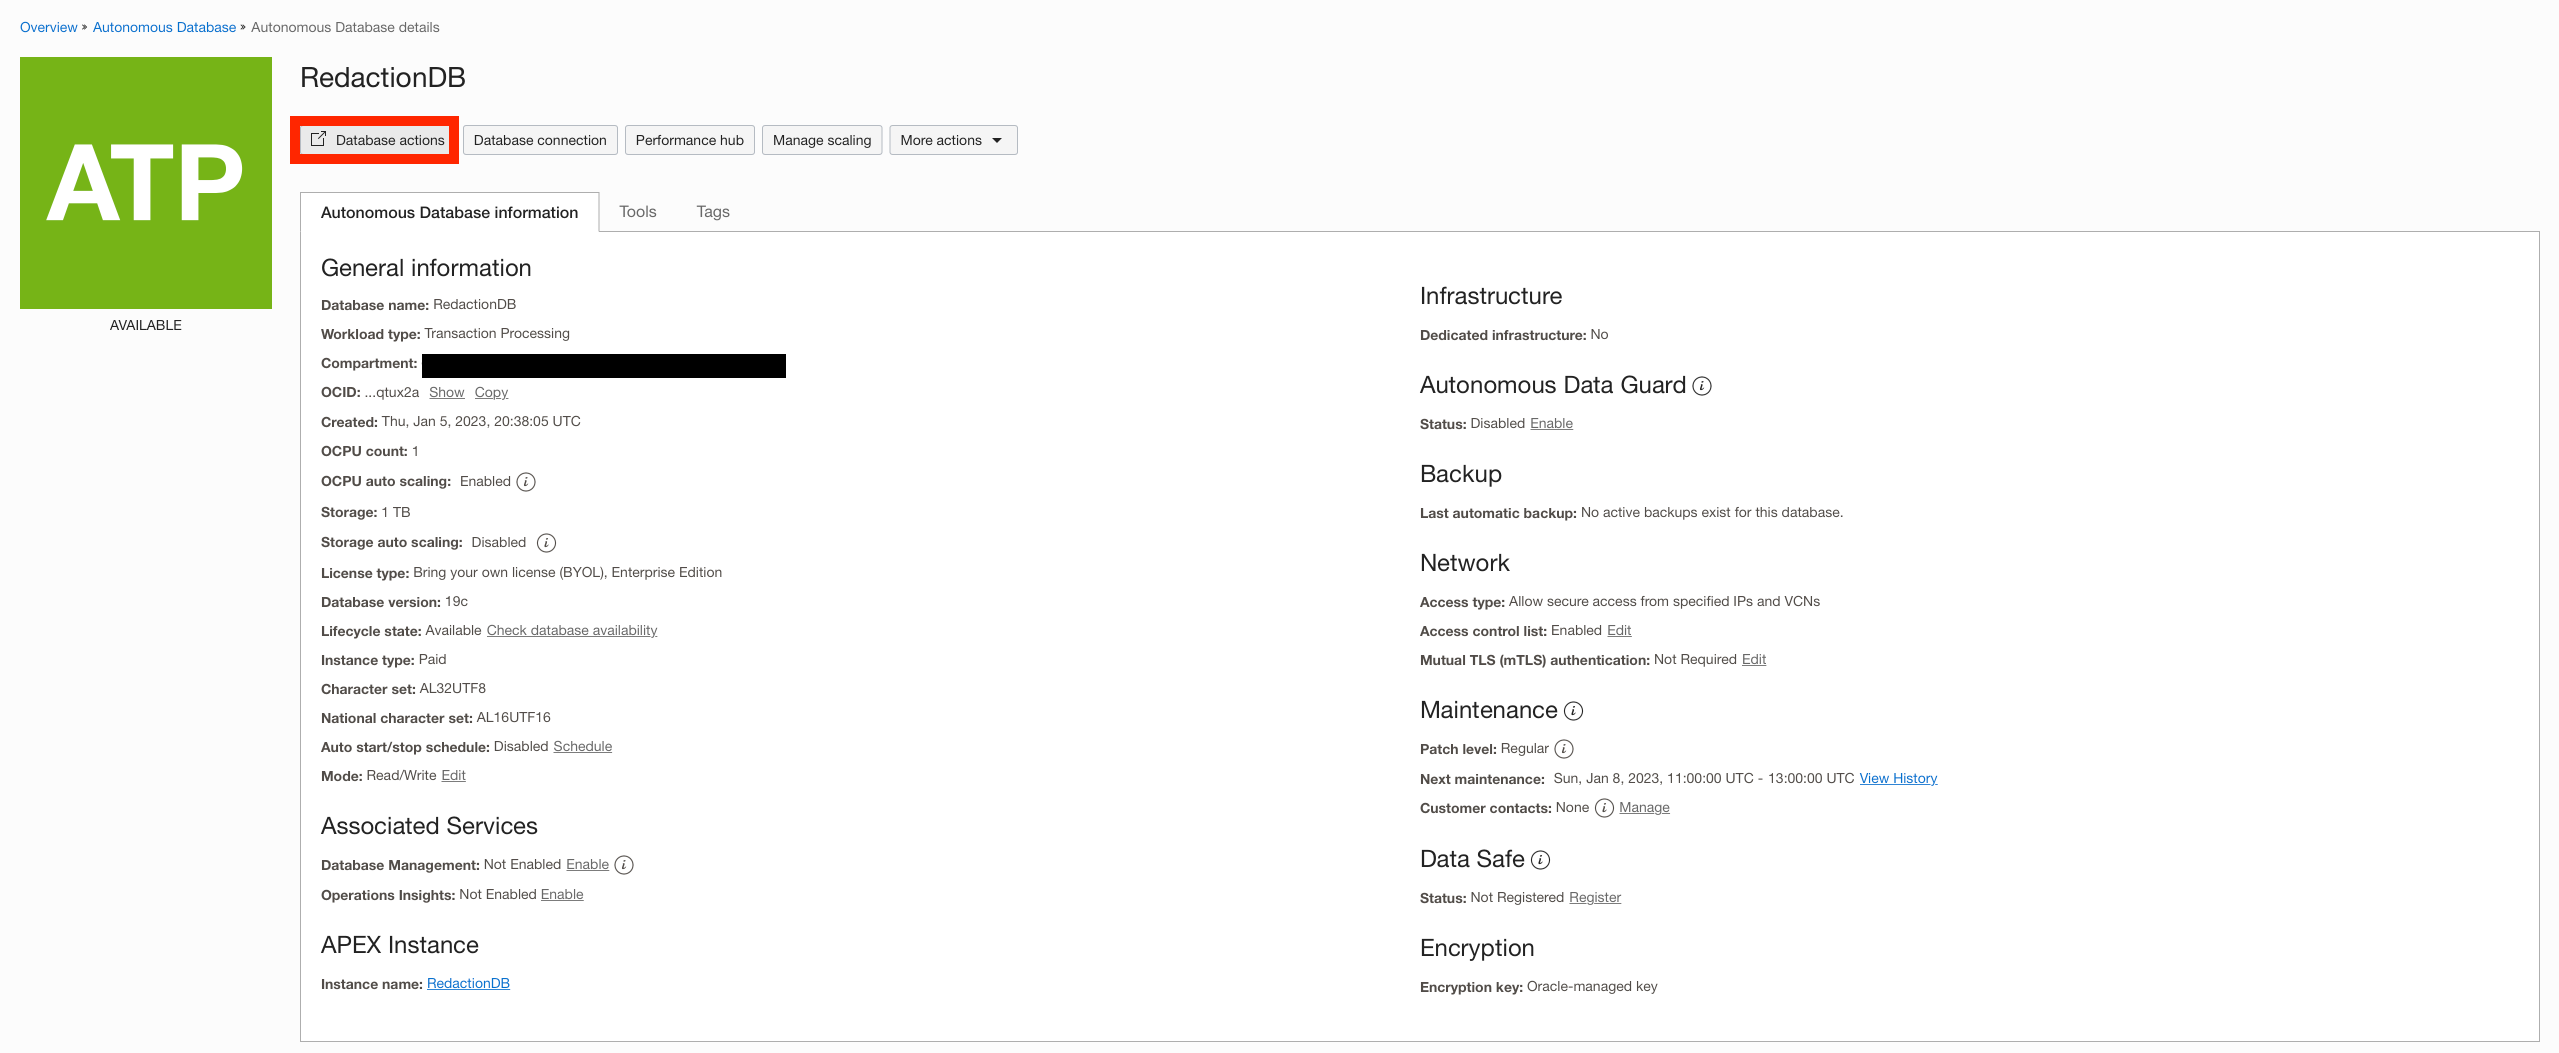 Overview » Autonomous Database » Autonomous Database details
ATP
AVAILABLE
RedactionDB
Database actions
Database connection
Performance hub
Manage scaling
More actions
Autonomous Database information
Tools
Tags
General information
Database name: RedactionDB
Workload type: Transaction Processing
Compartment:
OCID: ...qtux2a Show Copy
Created: Thu, Jan 5, 2023, 20:38:05 UTC
OCPU count: 1
OCPU auto scaling: Enabled i
Storage: 1 TB
Storage auto scaling: Disabled i
License type: Bring your own license (BYOL), Enterprise Edition
Database version: 19c
Lifecycle state: Available Check database availability
Instance type: Paid
Character set: AL32UTF8
National character set: AL16UTF16
Auto start/stop schedule: Disabled Schedule
Mode: Read/Write Edit
Associated Services
Database Management: Not Enabled Enable i
Operations Insights: Not Enabled Enable
APEX Instance
Instance name: RedactionDB
Infrastructure
Dedicated infrastructure: No
Autonomous Data Guard i
Status: Disabled Enable
Backup
Last automatic backup: No active backups exist for this database.
Network
Access type: Allow secure access from specified IPs and VCNs
Access control list: Enabled Edit
Mutual TLS (mTLS) authentication: Not Required Edit
Maintenance i
Patch level: Regular i
Next maintenance: Sun, Jan 8, 2023, 11:00:00 UTC - 13:00:00 UTC View History
Customer contacts: None i Manage
Data Safe i
Status: Not Registered Register
Encryption
Encryption key: Oracle-managed key